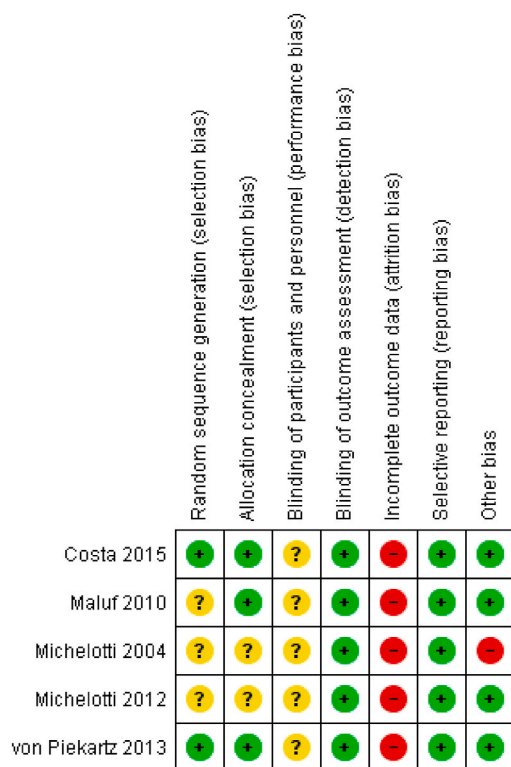 Random sequence generation (selection bias)
Allocation concealment (selection bias)
Blinding of participants and personnel (performance bias)
Blinding of outcome assessment (detection bias)
Incomplete outcome data (attrition bias)
Selective reporting (reporting bias)
Other bias
Costa 2015 + + ? + - + +
Maluf 2010 ? + ? + - + +
Michelotti 2004 ? ? ? + - + -
Michelotti 2012 ? ? ? + - + +
von Piekartz 2013 + + ? + - + +